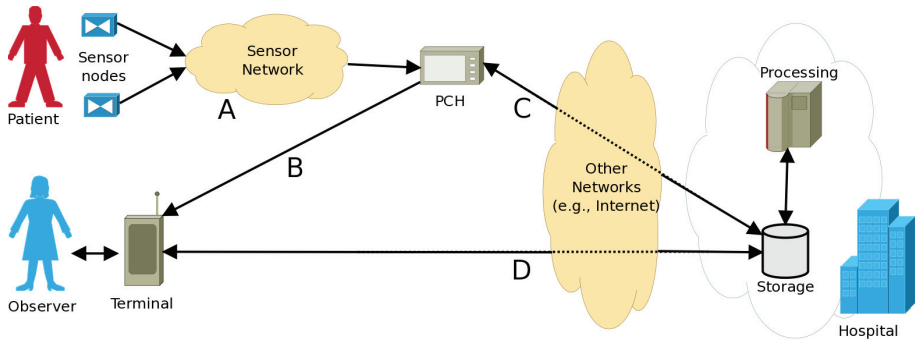 Patient
Sensor
nodes
Sensor
Network
A
PCH
B
C
Other
Networks
(e.g., Internet)
Processing
D
Observer
Terminal
Storage
Hospital